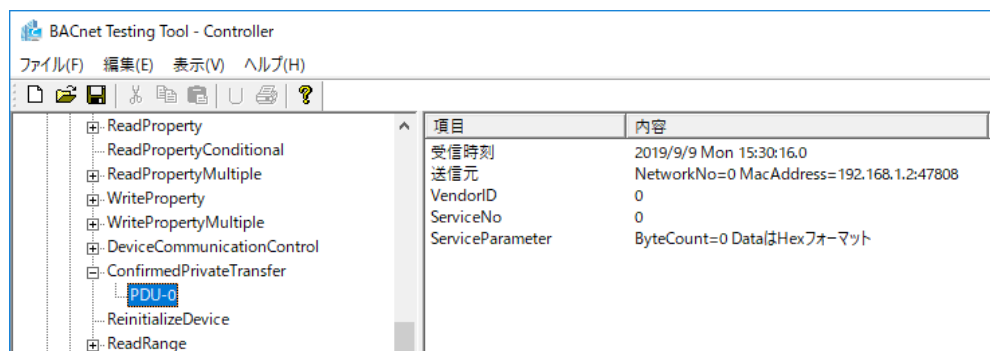 BACnet Testing Tool - Controller
ファイル(F) 編集(E) 表示(V) ヘルプ(H)
ReadProperty
ReadPropertyConditional
ReadPropertyMultiple
WriteProperty
WritePropertyMultiple
DeviceCommunicationControl
ConfirmedPrivateTransfer
PDU-0
ReinitializeDevice
ReadRange
項目 内容
受信時刻 2019/9/9 Mon 15:30:16.0
送信元 NetworkNo=0 MacAddress=192.168.1.2:47808
VendorID 0
ServiceNo 0
ServiceParameter ByteCount=0 DataはHexフォーマット